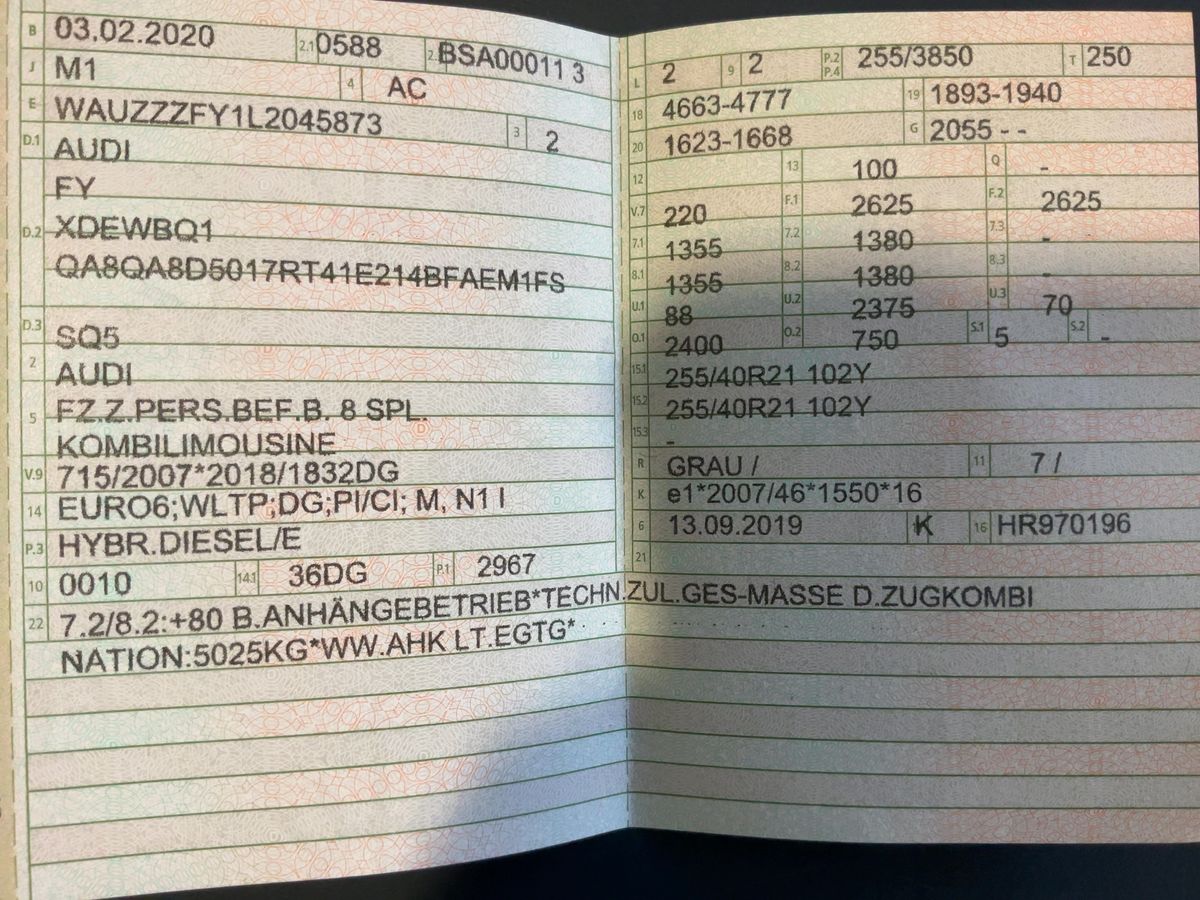 B 03.02.2020 2.1 0588 2. BSA00011 3
J M1 4 AC
E WAUZZZFY1L2045873 3 2
D.1 AUDI
FY
D.2 XDEWBQ1
QA8QA8D5017RT41E214BFAEM1FS
D.3 SQ5
2 AUDI
5 FZ.Z.PERS.BEF.B. 8 SPL.
KOMBILIMOUSINE
V.9 715/2007*2018/1832DG
14 EURO6;WLTP;DG;PI/CI; M, N1 I
P.3 HYBR.DIESEL/E
10 0010 14.1 36DG P.1 2967
L 2 9 2 P.2 P.4 255/3850 T 250
18 4663-4777 19 1893-1940
20 1623-1668 G 2055 - -
12 13 100 Q -
V.7 220 F.1 2625 F.2 2625
7.1 1355 7.2 1380 7.3 -
8.1 1355 8.2 1380 8.3 -
U.1 88 U.2 2375 U.3 70
O.1 2400 O.2 750 S.1 5 S.2 -
15.1 255/40R21 102Y
15.2 255/40R21 102Y
15.3 -
R GRAU / 11 7 /
K e1*2007/46*1550*16
6 13.09.2019 K 16 HR970196
21
22 7.2/8.2:+80 B.ANHÄNGEBETRIEB*TECHN.ZUL.GES-MASSE D.ZUGKOMBI
NATION:5025KG*WW.AHK LT.EGTG*